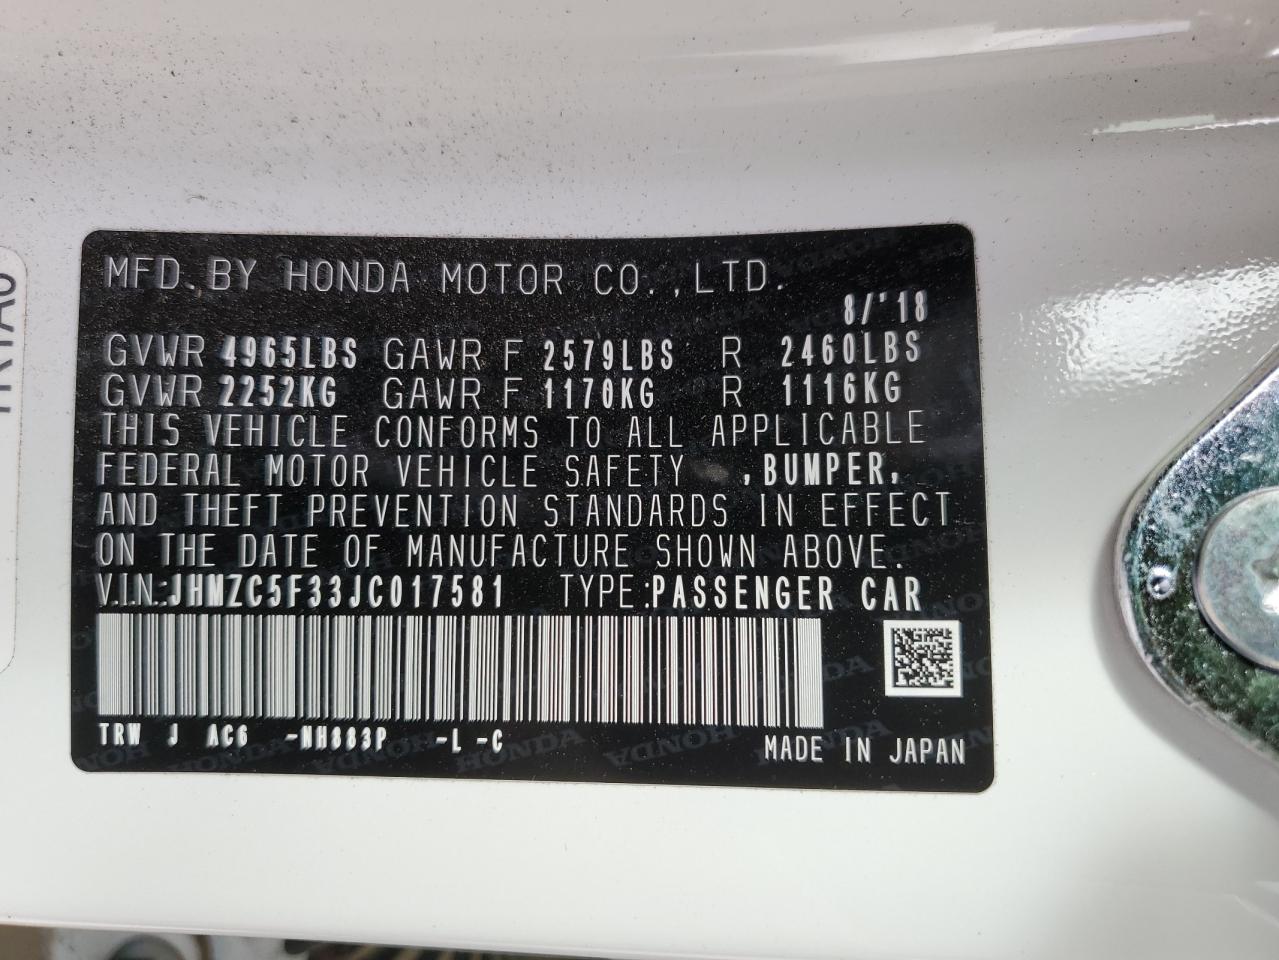 MFD.BY HONDA MOTOR CO.,LTD.
8/'18
GVWR 4965LBS GAWR F 2579LBS R 2460LBS
GVWR 2252KG GAWR F 1170KG R 1116KG
THIS VEHICLE CONFORMS TO ALL APPLICABLE
FEDERAL MOTOR VEHICLE SAFETY ,BUMPER,
AND THEFT PREVENTION STANDARDS IN EFFECT
ON THE DATE OF MANUFACTURE SHOWN ABOVE.
V.I.N.:JHMZC5F33JC017581 TYPE:PASSENGER CAR
TRW J AC6 -NH883P -L -C
MADE IN JAPAN